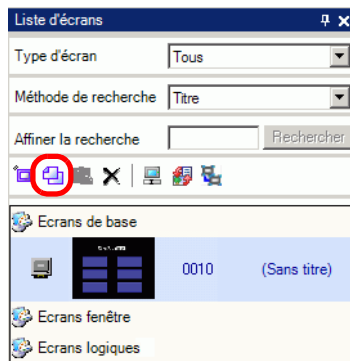 Liste d'écrans
Type d'écran Tous
Méthode de recherche Titre
Affiner la recherche Rechercher
Ecrans de base
0010 (Sans titre)
Ecrans fenêtre
Ecrans logiques